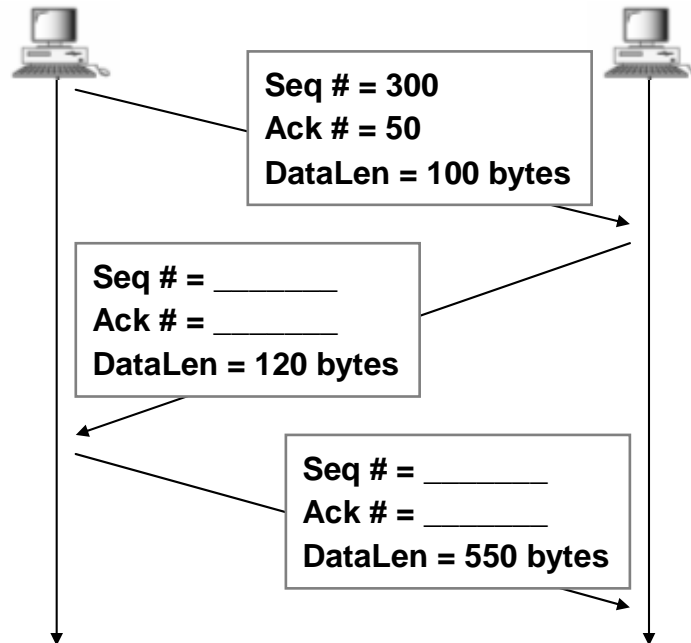 Seq # = 300
Ack # = 50
DataLen = 100 bytes
Seq # = _______
Ack # = _______
DataLen = 120 bytes
Seq # = _______
Ack # = _______
DataLen = 550 bytes